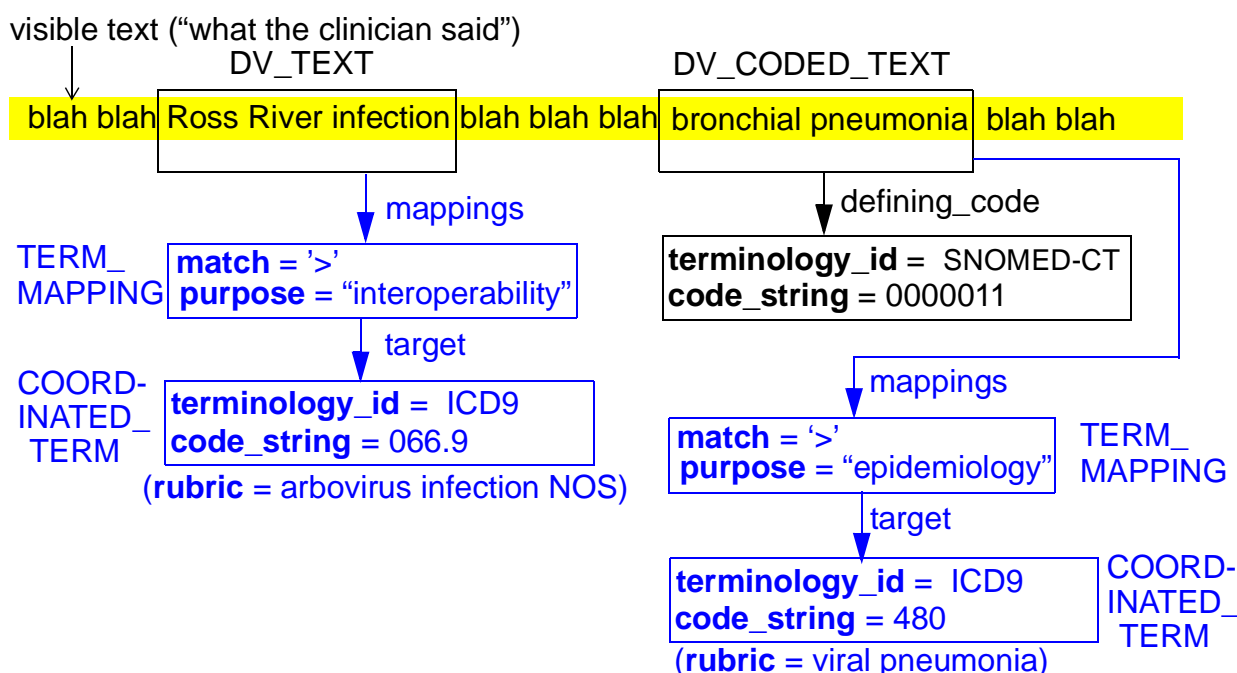 visible text (“what the clinician said”)
DV_TEXT
DV_CODED_TEXT
blah blah Ross River infection blah blah blah bronchial pneumonia blah blah
mappings
defining_code
TERM_
MAPPING
match = '>'
purpose = “interoperability”
terminology_id = SNOMED-CT
code_string = 0000011
target
COORD-
INATED_
TERM
terminology_id = ICD9
code_string = 066.9
(rubric = arbovirus infection NOS)
mappings
match = ‘>’
purpose = “epidemiology”
TERM_
MAPPING
target
terminology_id = ICD9
code_string = 480
(rubric = viral pneumonia)
COORD-
INATED_
TERM